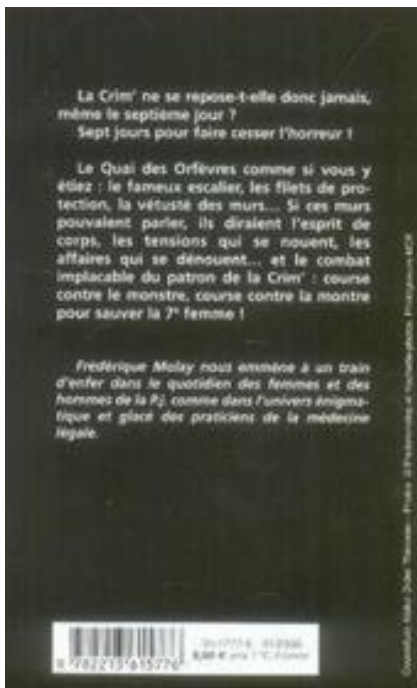 La Crim' ne se repose-t-elle donc jamais,
même le septième jour ?
Sept jours pour faire cesser l'horreur !
Le Quai des Orfèvres comme si vous y
étiez : le fameux escalier, les filets de pro-
tection, la vétusté des murs... Si ces murs
pouvaient parler, ils diraient l'esprit de
corps, les tensions qui se nouent, les
affaires qui se dénouent... et le combat
implacable du patron de la Crim' : course
contre le monstre, course contre la montre
pour sauver la 7e femme !
Frédérique Molay nous emmène à un train
d'enfer dans le quotidien des femmes et des
hommes de la P.J. comme dans l'univers énigma-
tique et glacé des praticiens de la médecine
légale.
9 782213 615776